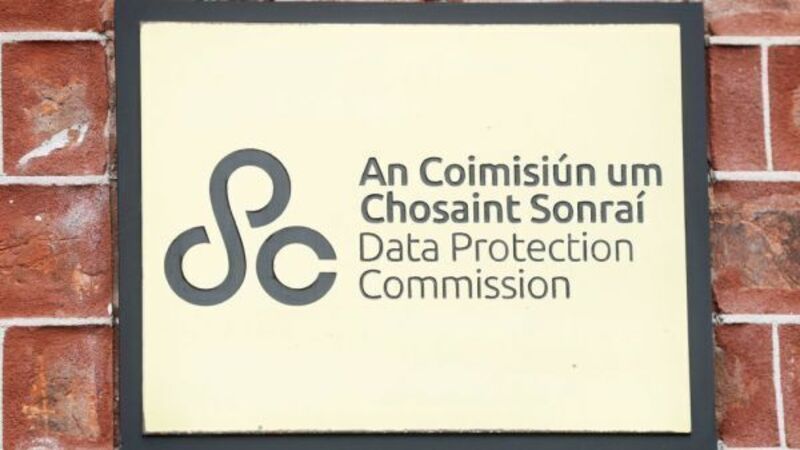 An Coimisiún um
Chosaint Sonraí
Data Protection
Commission